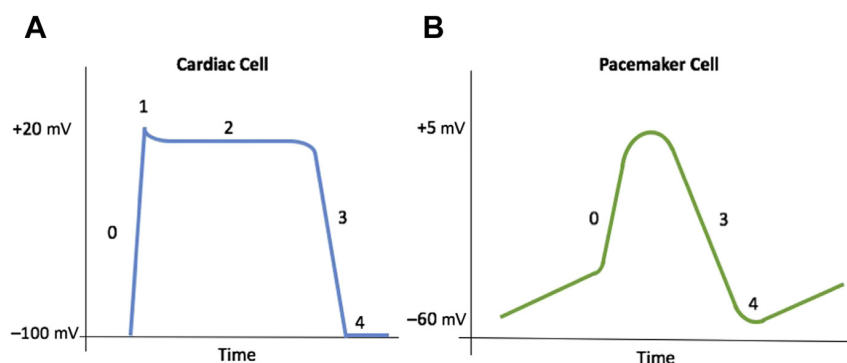 A
Cardiac Cell
+20 mV
1
2
0
3
4
–100 mV
Time
B
Pacemaker Cell
+5 mV
0
3
4
–60 mV
Time